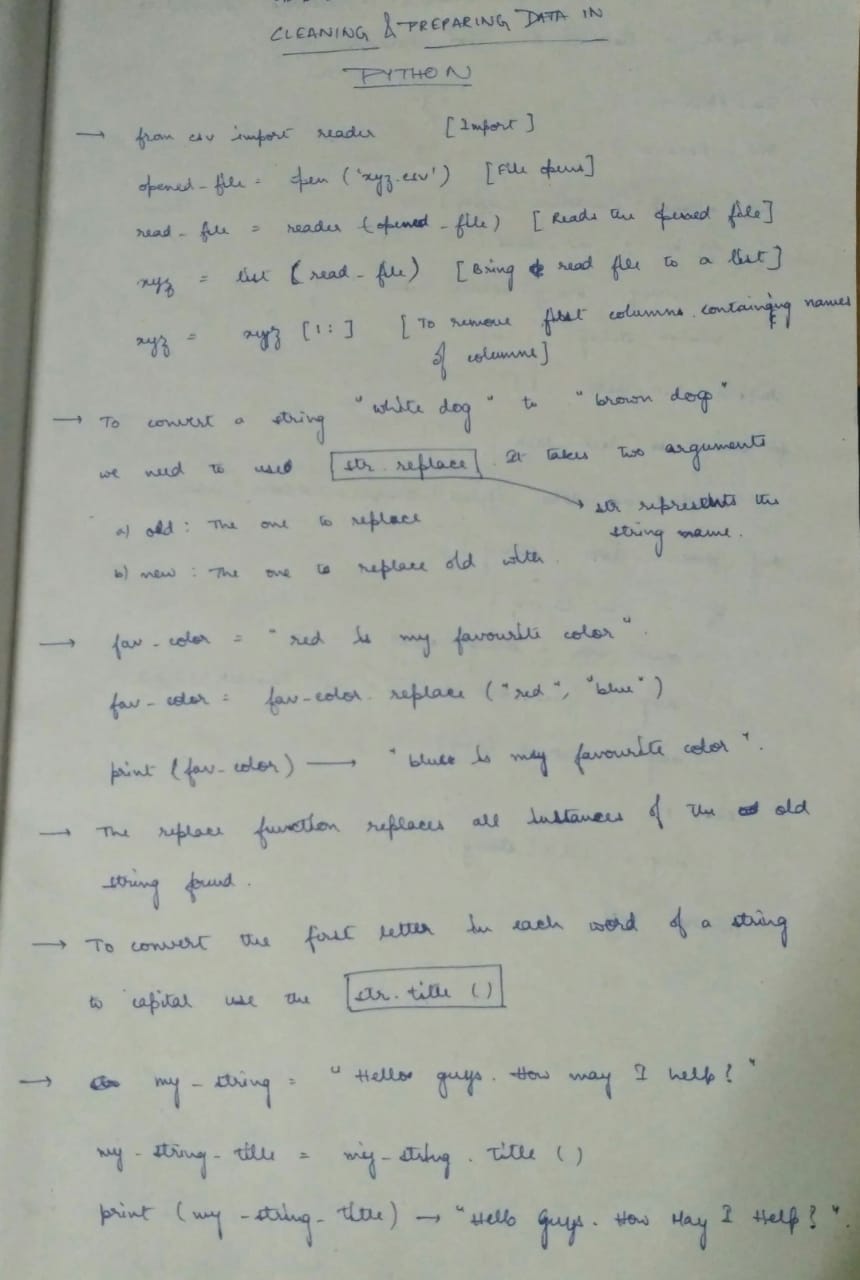 CLEANING & PREPARING DATA IN
PYTHON
→ from csv import reader [Import]
opened_file = open ('xyz.csv') [File opens]
read_file = reader (opened_file) [Reads the opened file]
xyz = list (read_file) [Bring read file to a list]
xyz = xyz [1:] [To remove first columns containing names
of columns]
→ To convert a string "white dog" to "brown dog"
we need to used str.replace. It takes two arguments
→ str represents the
string name.
a) old : The one to replace
b) new : The one to replace old with
→ fav_color = "red is my favourite color".
fav_color = fav_color.replace ("red", "blue")
print (fav_color) → "blue is my favourite color".
→ The replace function replaces all instances of the old
string found.
→ To convert the first letter in each word of a string
to capital use the str.title ()
→ my_string = "Hello guys. How may I help?"
my_string_title = my_string.title ()
print (my_string_title) → "Hello Guys. How May I Help?".